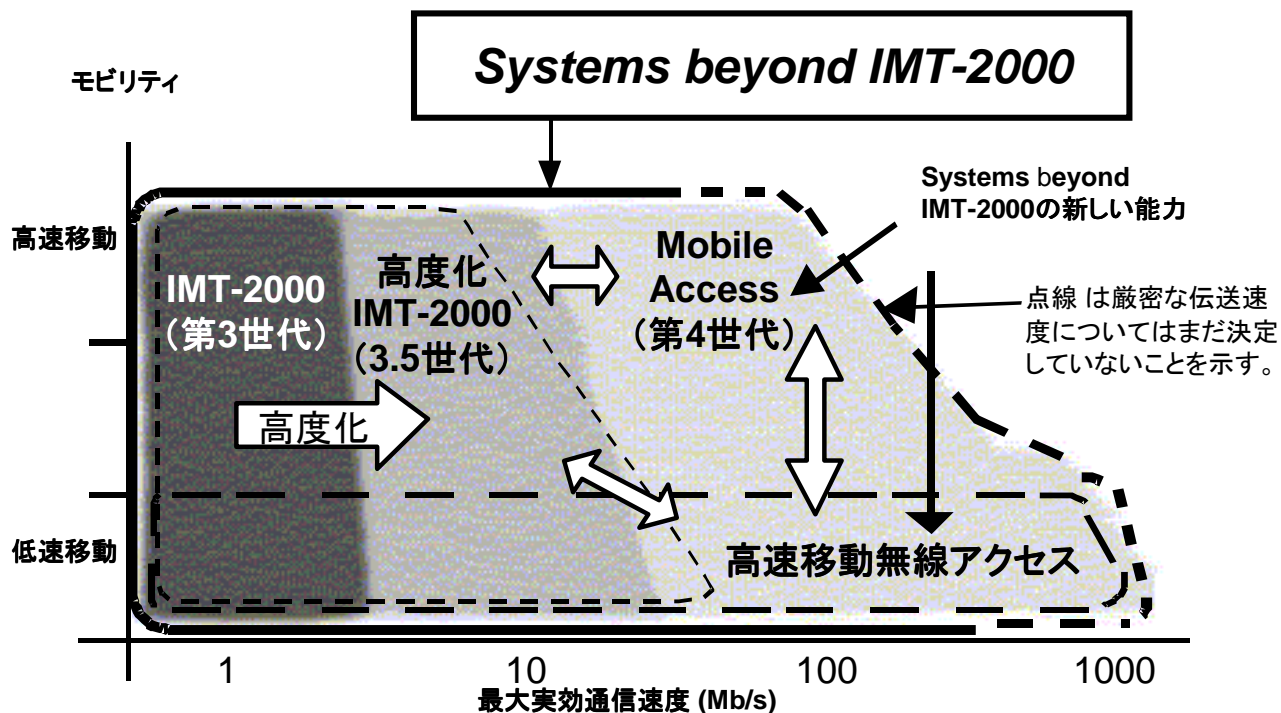 Systems beyond IMT-2000
モビリティ
Systems beyond
IMT-2000の新しい能力
高速移動
Mobile
Access
(第4世代)
高度化
IMT-2000
(3.5世代)
IMT-2000
(第3世代)
点線 は厳密な伝送速
度についてはまだ決定
していないことを示す。
高度化
低速移動
高速移動無線アクセス
1
10
100
1000
最大実効通信速度 (Mb/s)